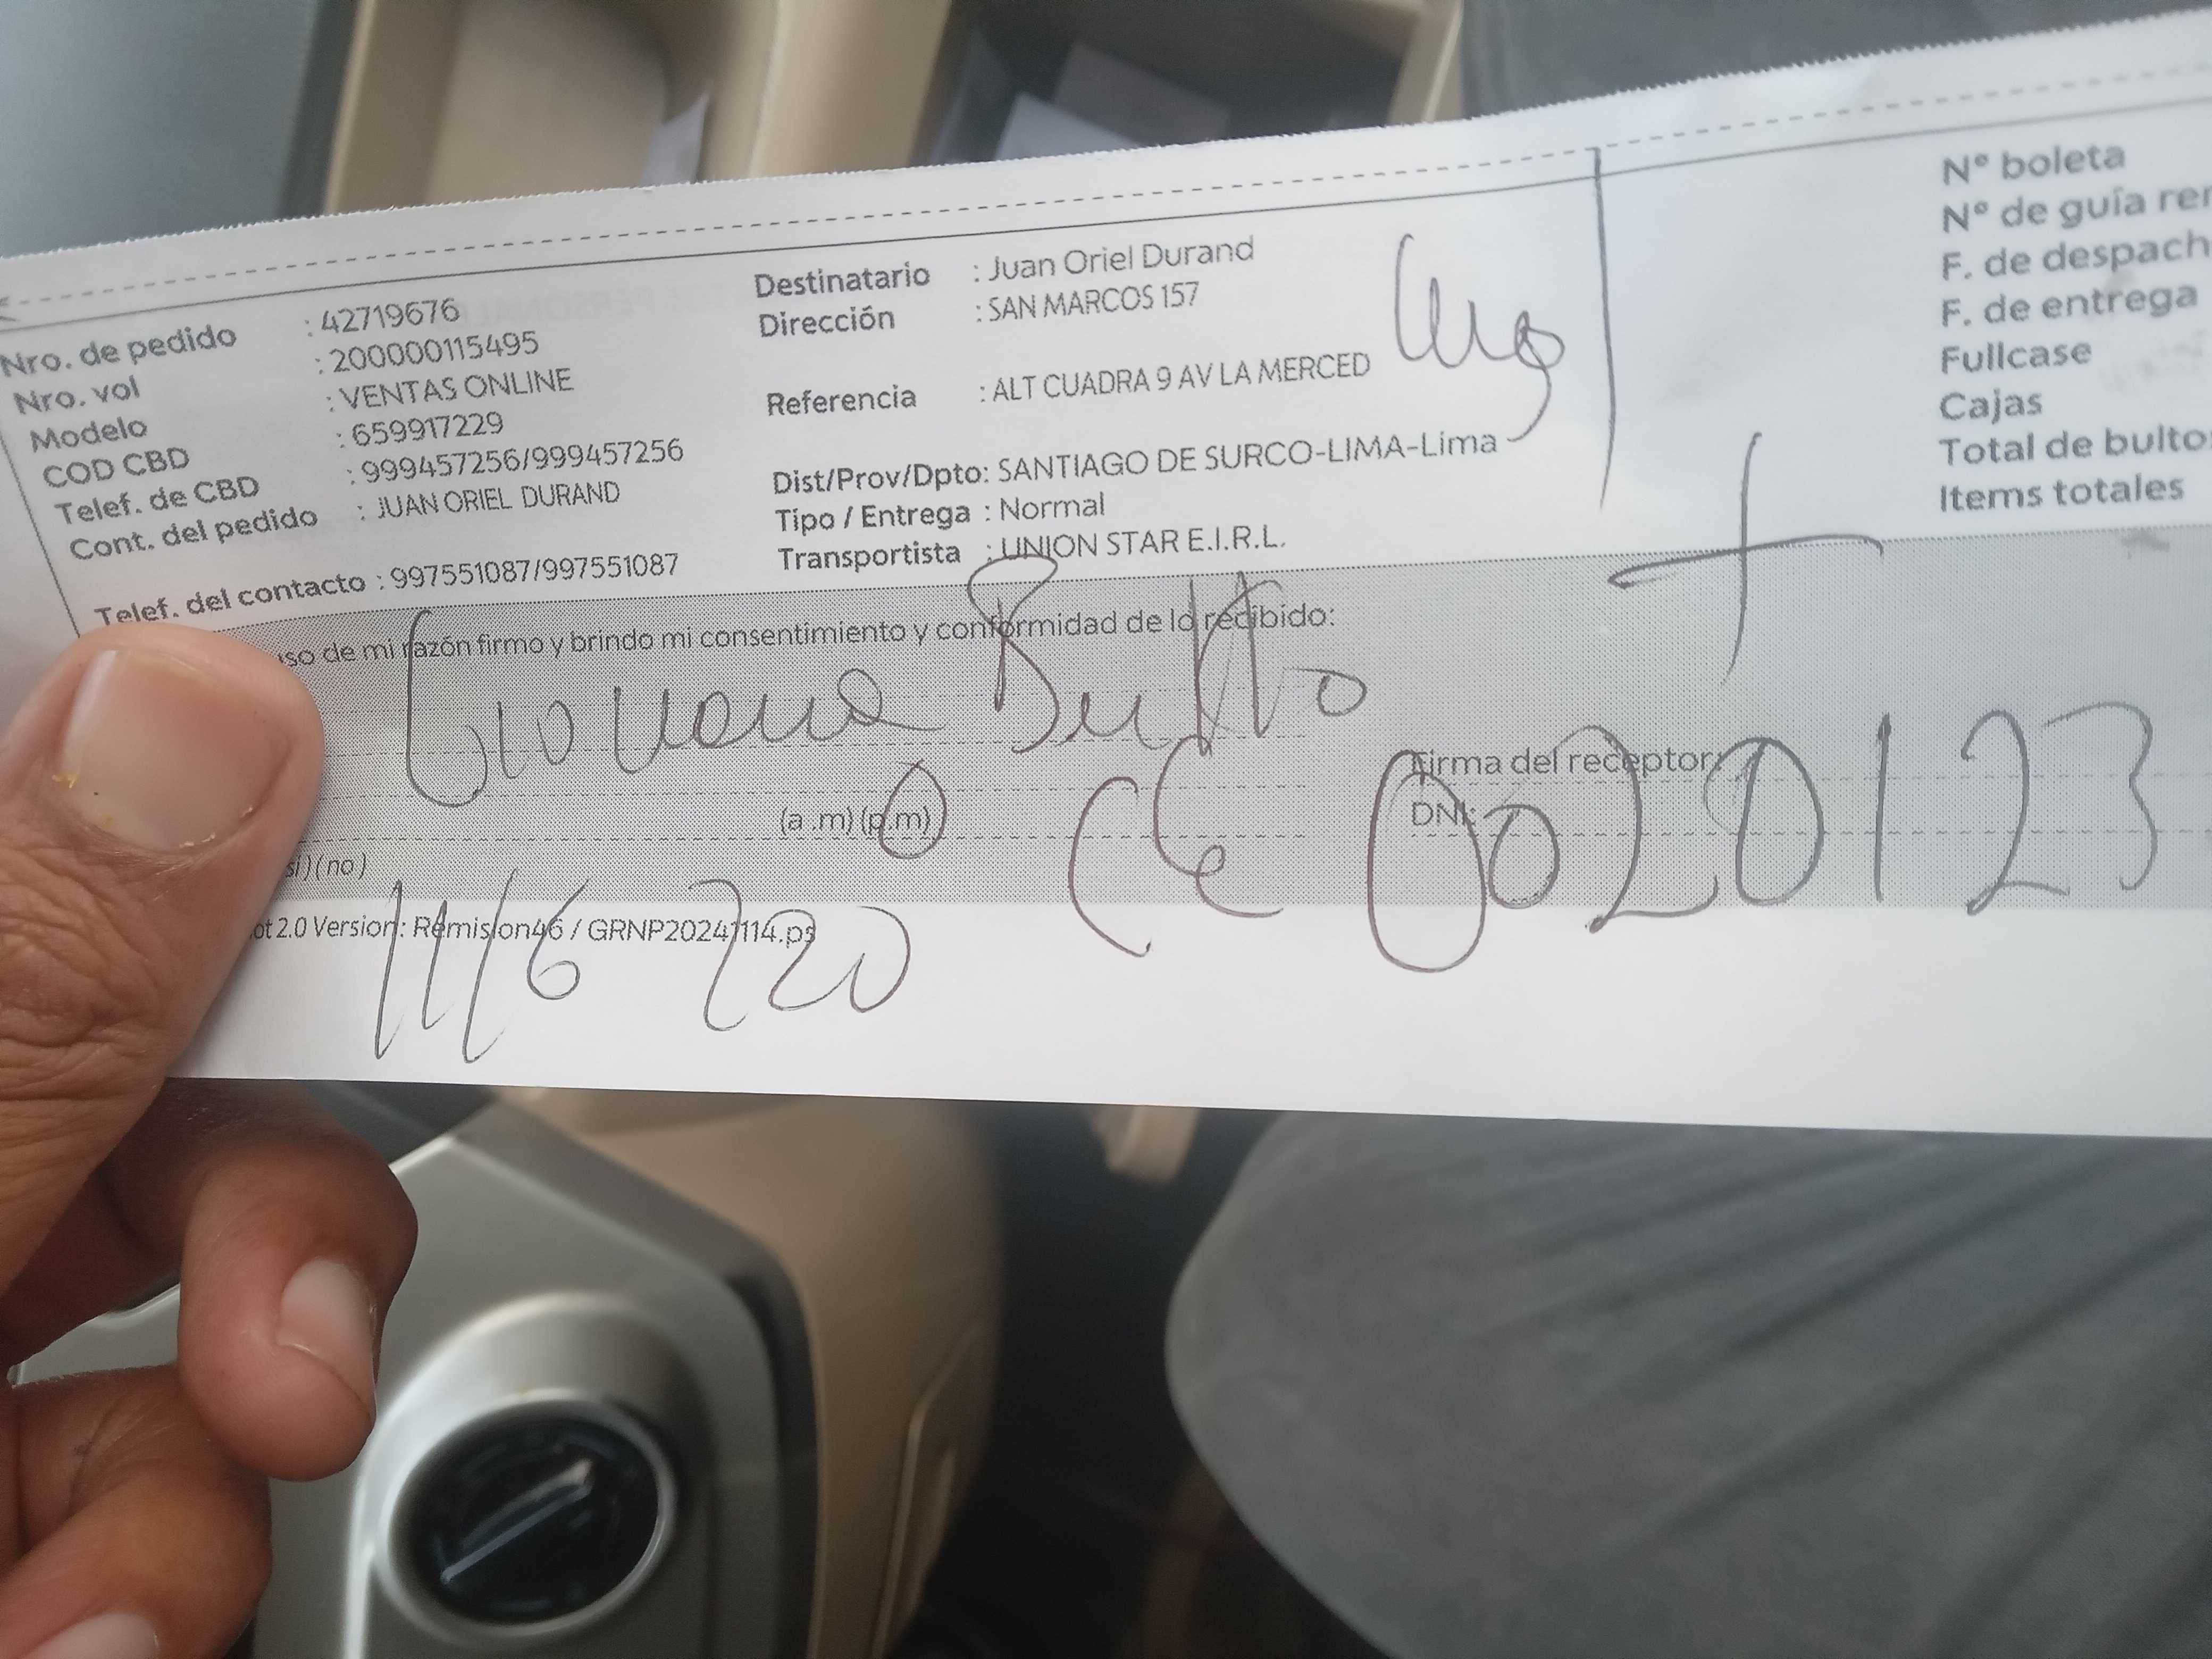 Nro. de pedido : 42719676
Nro. vol : 200000115495
Modelo : VENTAS ONLINE
COD CBD : 659917229
Telef. de CBD : 999457256/999457256
Cont. del pedido : JUAN ORIEL DURAND
Telef. del contacto : 997551087/997551087
Destinatario : Juan Oriel Durand
Dirección : SAN MARCOS 157
Referencia : ALT CUADRA 9 AV LA MERCED
Dist/Prov/Dpto: SANTIAGO DE SURCO-LIMA-Lima
Tipo / Entrega : Normal
Transportista : UNION STAR E.I.R.L.
N° boleta
N° de guía
F. de despach
F. de entrega
Fullcase
Cajas
Total de bulto
Items totales
uso de mi razón firmo y brindo mi consentimiento y conformidad de lo recibido:
Firma del receptor:
(a .m) (p.m)
DNI:
0020123
si) (no)
ot 2.0 Version: Remision46 / GRNP20241114.ps
11/6 220